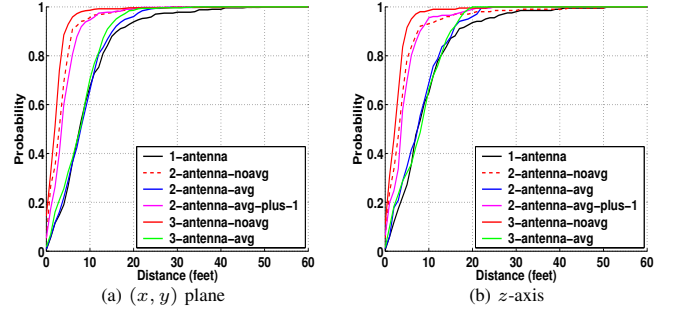 1
0.8
0.6
0.4
0.2
0
Probability
1-antenna
2-antenna-noavg
2-antenna-avg
2-antenna-avg-plus-1
3-antenna-noavg
3-antenna-avg
0 10 20 30 40 50 60
Distance (feet)
(a) (x, y) plane
1
0.8
0.6
0.4
0.2
0
Probability
1-antenna
2-antenna-noavg
2-antenna-avg
2-antenna-avg-plus-1
3-antenna-noavg
3-antenna-avg
0 10 20 30 40 50 60
Distance (feet)
(b) z-axis